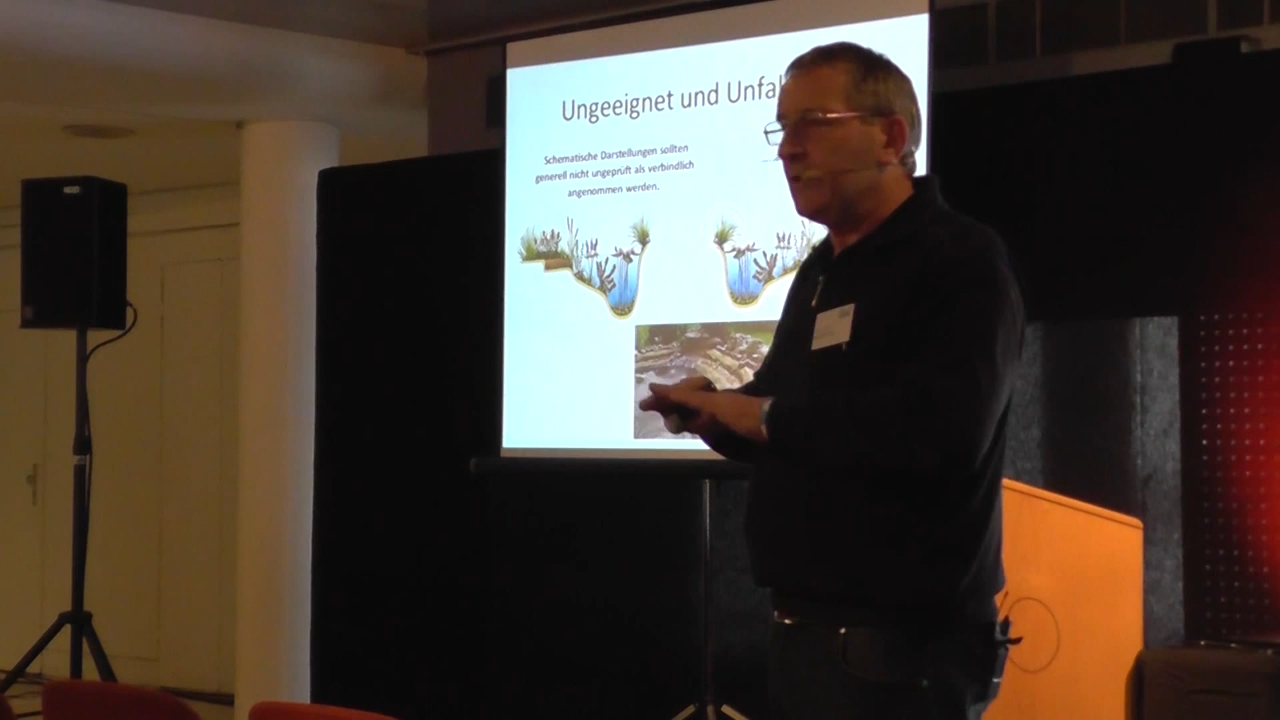 Ungeeignet und Unfa
Schematische Darstellungen sollten
generell nicht ungeprüft als verbindlich
angenommen werden.